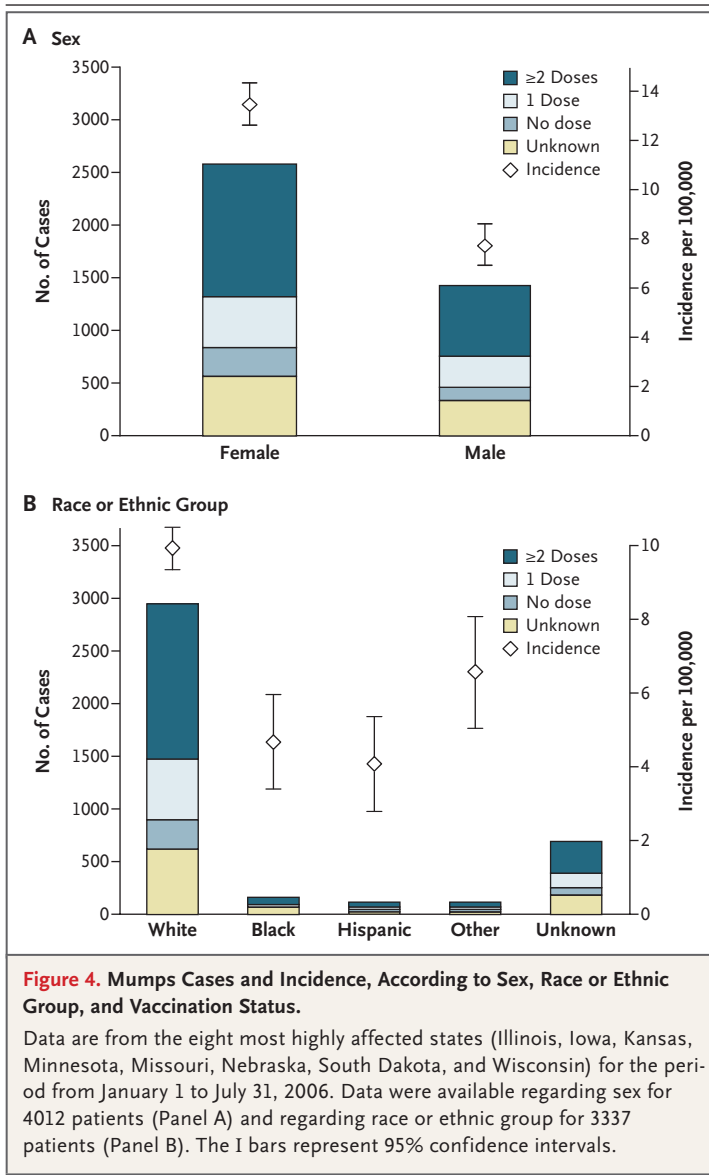 A Sex
3500
3000
2500
2000
1500
1000
500
0
No. of Cases
≥2 Doses
1 Dose
No dose
Unknown
Incidence
14
12
10
8
6
4
2
0
Incidence per 100,000
Female
Male
B Race or Ethnic Group
3500
3000
2500
2000
1500
1000
500
0
No. of Cases
≥2 Doses
1 Dose
No dose
Unknown
Incidence
10
8
6
4
2
0
Incidence per 100,000
White
Black
Hispanic
Other
Unknown
Figure 4. Mumps Cases and Incidence, According to Sex, Race or Ethnic
Group, and Vaccination Status.
Data are from the eight most highly affected states (Illinois, Iowa, Kansas,
Minnesota, Missouri, Nebraska, South Dakota, and Wisconsin) for the peri-
od from January 1 to July 31, 2006. Data were available regarding sex for
4012 patients (Panel A) and regarding race or ethnic group for 3337
patients (Panel B). The I bars represent 95% confidence intervals.